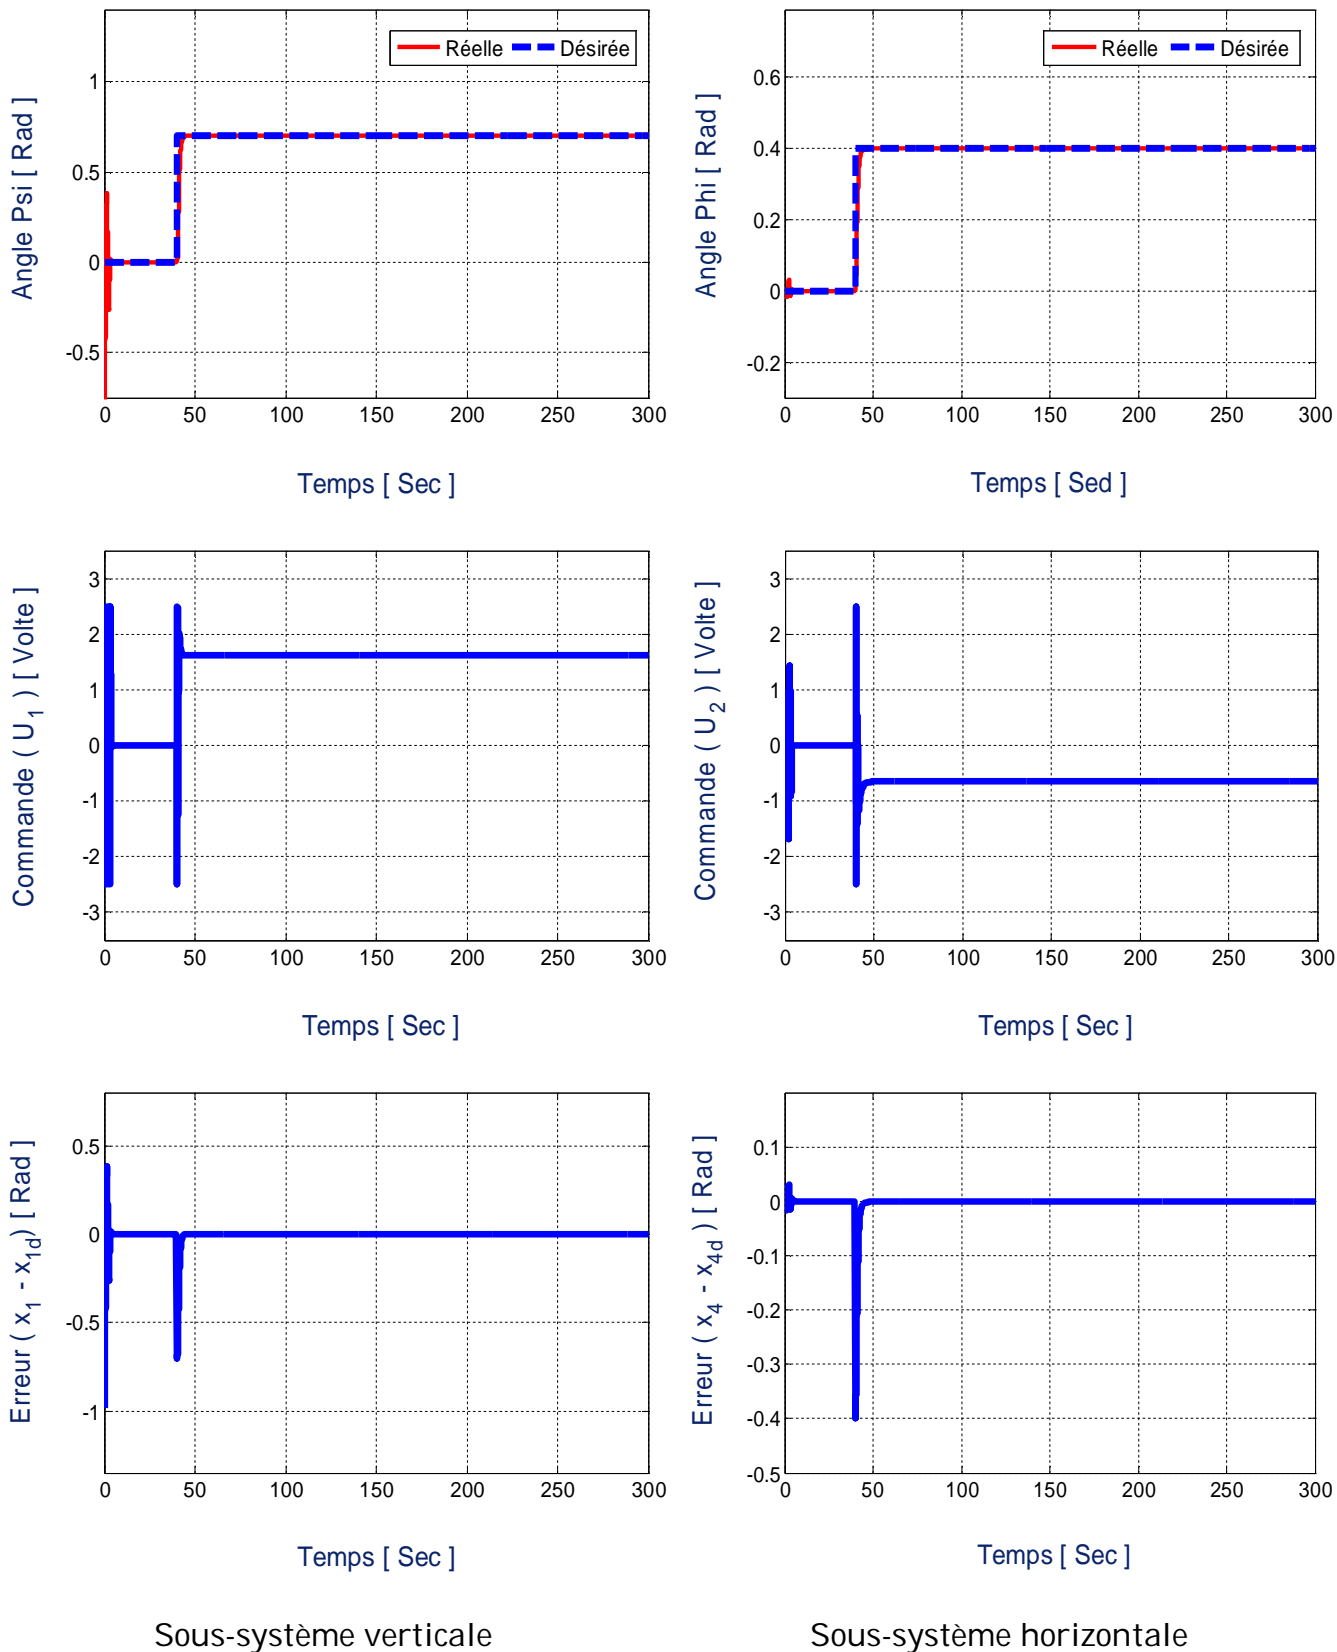 Réelle Désirée
Angle Psi [ Rad ]
1
0.5
0
-0.5
0 50 100 150 200 250 300
Temps [ Sec ]
Réelle Désirée
Angle Phi [ Rad ]
0.6
0.4
0.2
0
-0.2
0 50 100 150 200 250 300
Temps [ Sed ]
Commande ( U1 ) [ Volte ]
3
2
1
0
-1
-2
-3
0 50 100 150 200 250 300
Temps [ Sec ]
Commande ( U2 ) [ Volte ]
3
2
1
0
-1
-2
-3
0 50 100 150 200 250 300
Temps [ Sec ]
Erreur ( x1 - x1d) [ Rad ]
0.5
0
-0.5
-1
0 50 100 150 200 250 300
Temps [ Sec ]
Erreur ( x4 - x4d ) [ Rad ]
0.1
0
-0.1
-0.2
-0.3
-0.4
-0.5
0 50 100 150 200 250 300
Temps [ Sec ]
Sous-système verticale
Sous-système horizontale